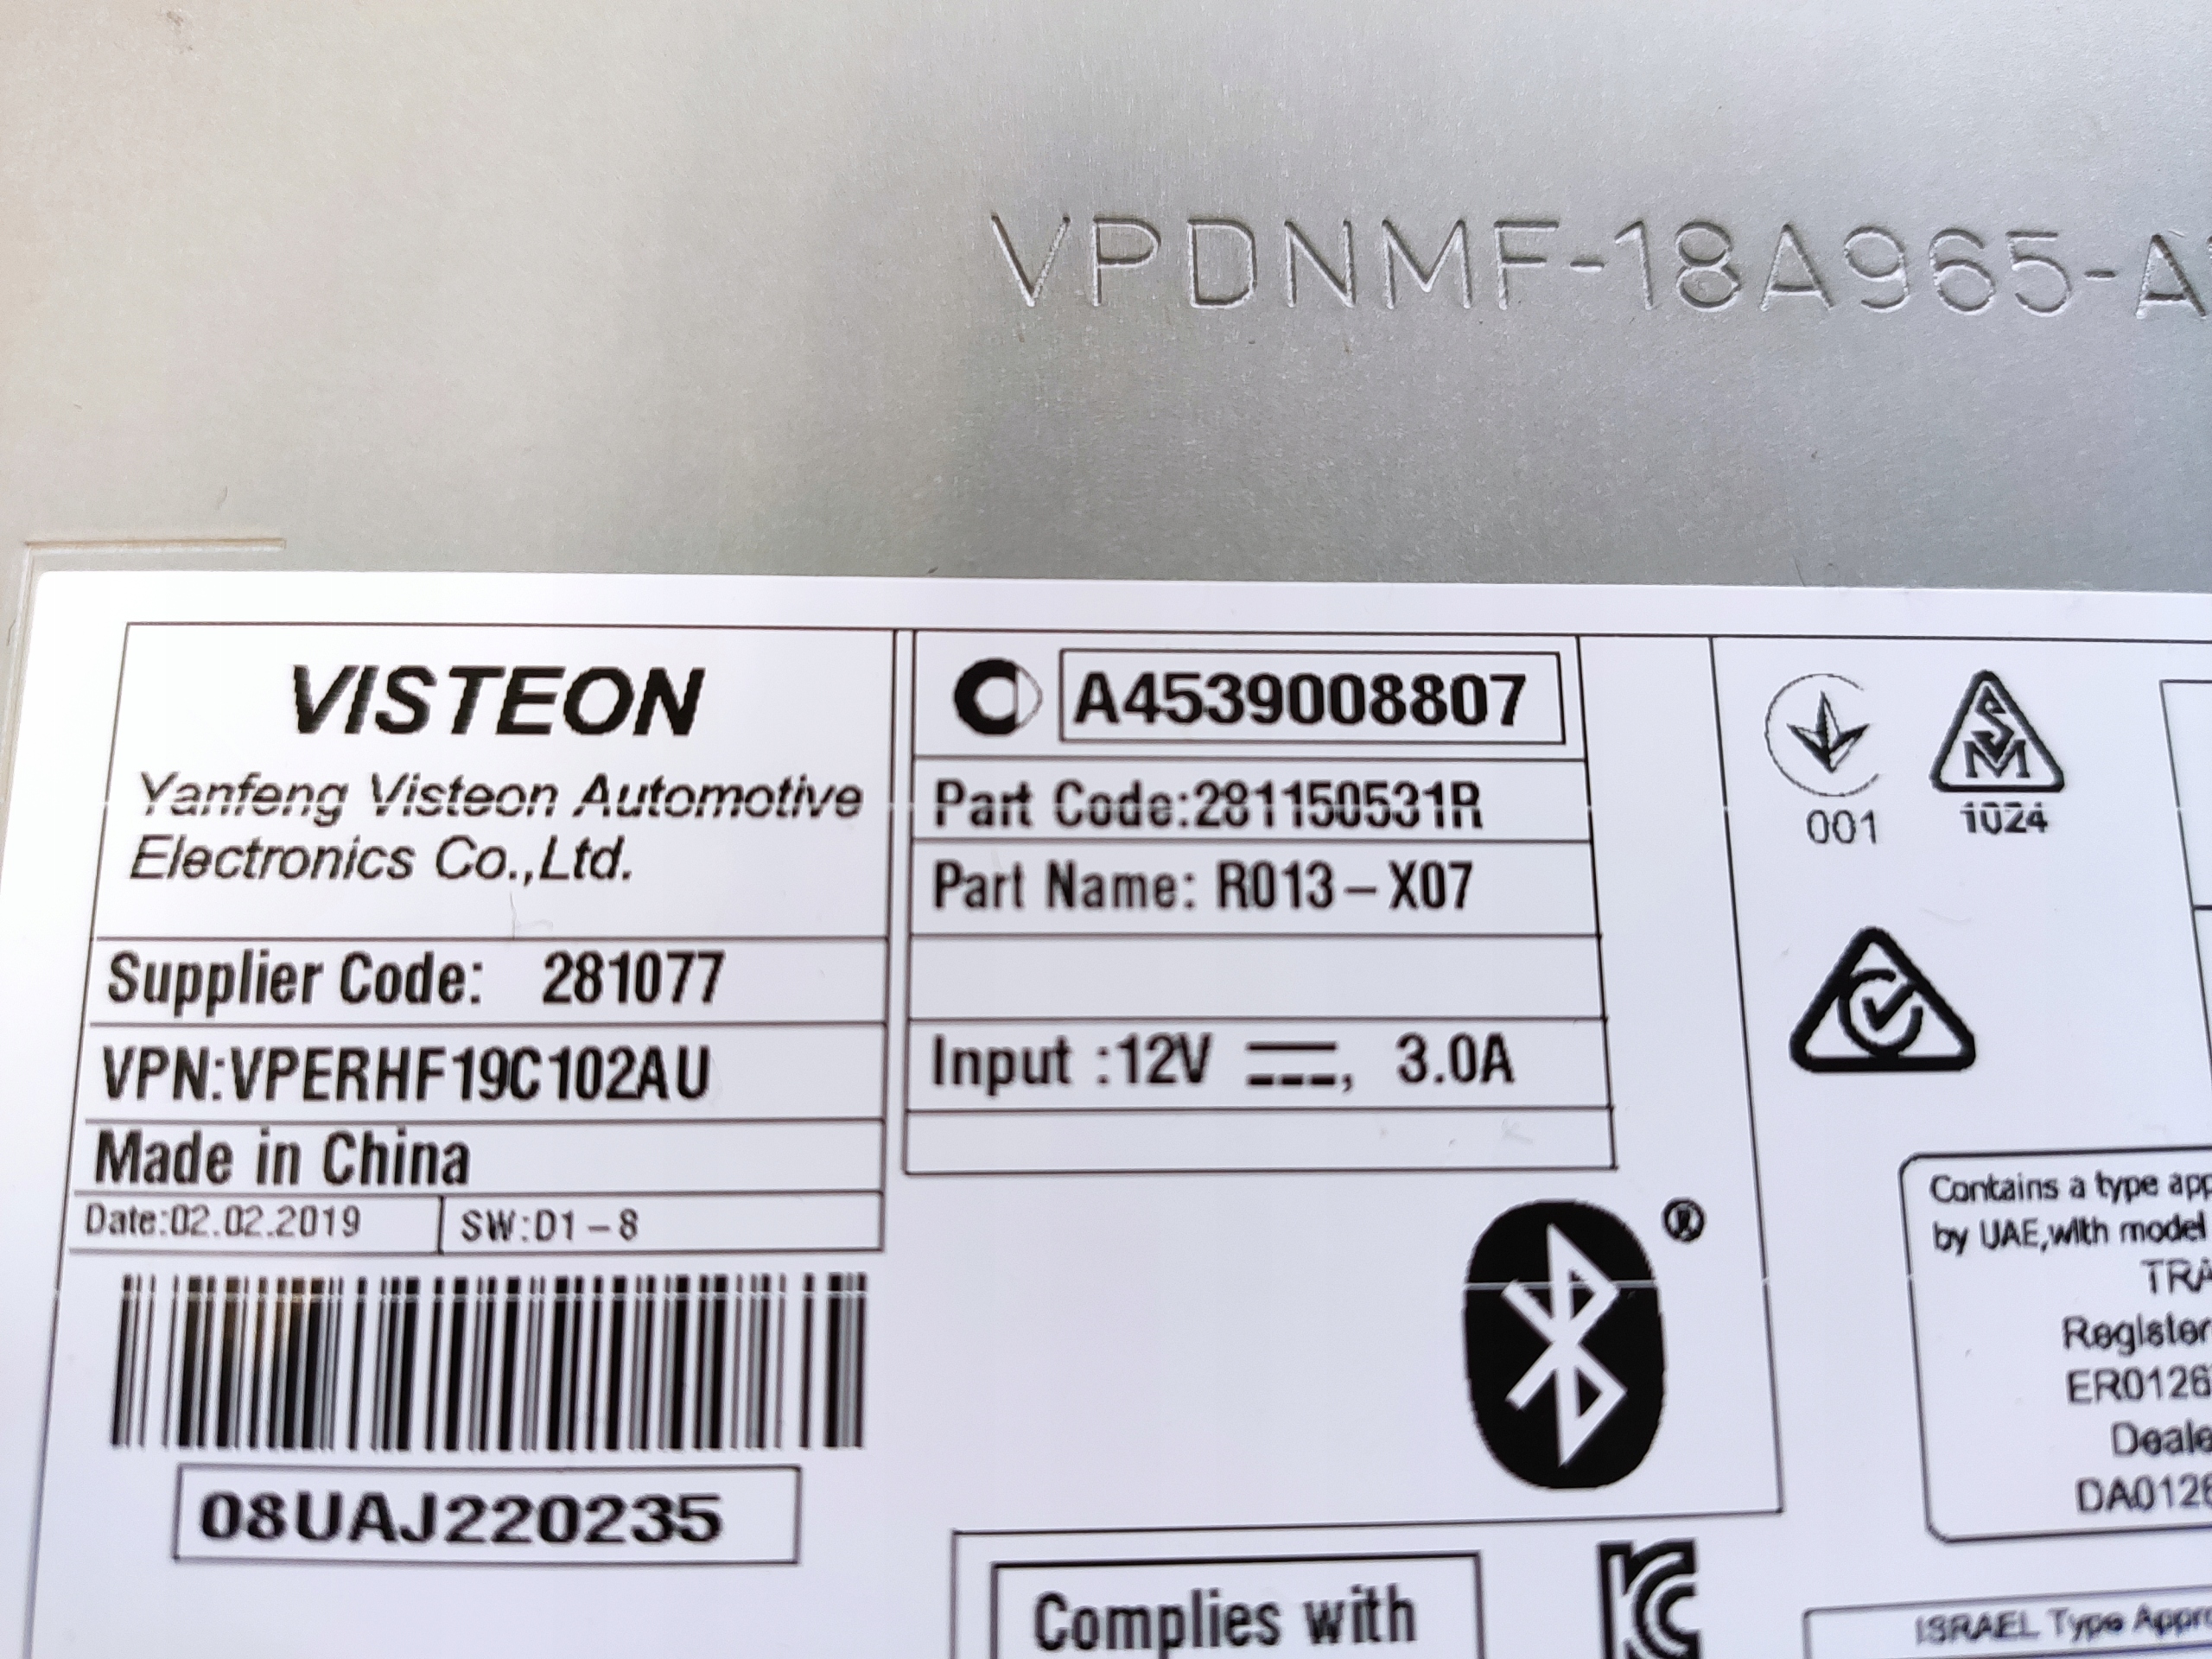 VPDNMF-18A965-A
VISTEON
Yanfeng Visteon Automotive
Electronics Co.,Ltd.
Supplier Code: 281077
VPN:VPERHF19C102AU
Made in China
Date:02.02.2019 SW:D1-8
08UAJ220235
A4539008807
Part Code:281150531R
Part Name: R013-X07
Input :12V ⎓, 3.0A
®
Complies with
001
SM
1024
Contains a type app
by UAE,with model
TRA
Register
ER0126
Deale
DA0126
ISRAEL Type Appro